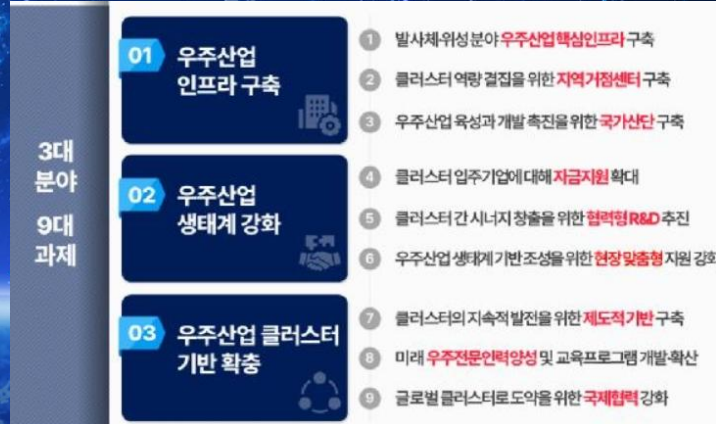 3대
분야
9대
과제
01 우주산업
인프라 구축
1 발사체·위성 분야 우주산업 핵심인프라 구축
2 클러스터 역량 결집을 위한 지역거점센터 구축
3 우주산업 육성과 개발 촉진을 위한 국가산단 구축
02 우주산업
생태계 강화
4 클러스터 입주기업에 대해 자금지원 확대
5 클러스터 간 시너지 창출을 위한 협력형 R&D 추진
6 우주산업 생태계 기반 조성을 위한 현장 맞춤형 지원 강화
03 우주산업 클러스터
기반 확충
7 클러스터의 지속적 발전을 위한 제도적 기반 구축
8 미래 우주전문인력양성 및 교육프로그램 개발·확산
9 글로벌 클러스터로 도약을 위한 국제협력 강화